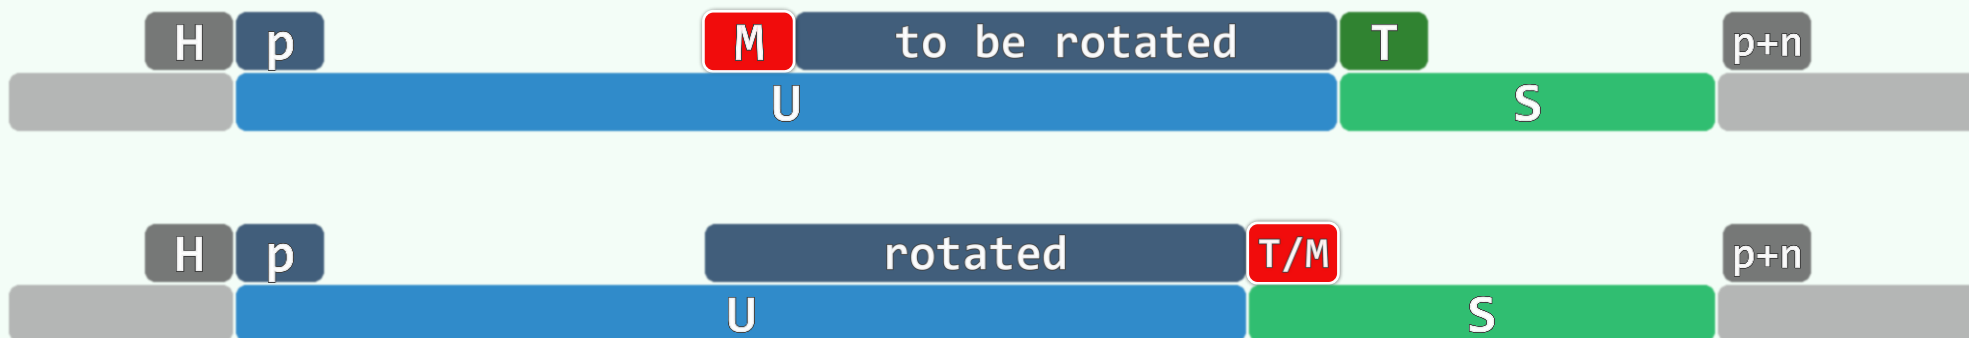 H p M to be rotated T p+n
U S
H p rotated T/M p+n
U S